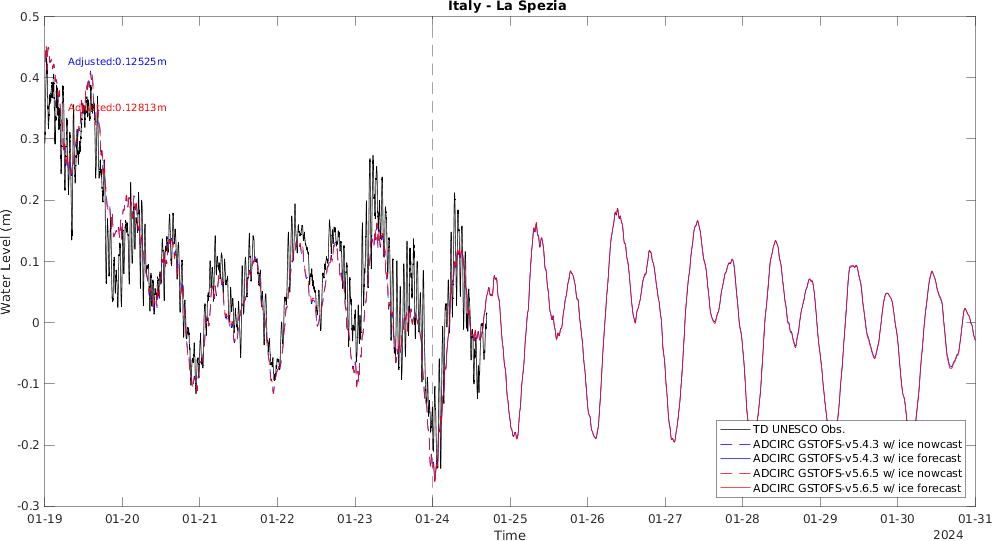 Italy - La Spezia
Water Level (m)
0.5
0.4
0.3
0.2
0.1
0
-0.1
-0.2
-0.3
Adjusted:0.12525m
Adjusted:0.12813m
TD UNESCO Obs.
ADCIRC GSTOFS-v5.4.3 w/ ice nowcast
ADCIRC GSTOFS-v5.4.3 w/ ice forecast
ADCIRC GSTOFS-v5.6.5 w/ ice nowcast
ADCIRC GSTOFS-v5.6.5 w/ ice forecast
01-19 01-20 01-21 01-22 01-23 01-24 01-25 01-26 01-27 01-28 01-29 01-30 01-31
Time
2024